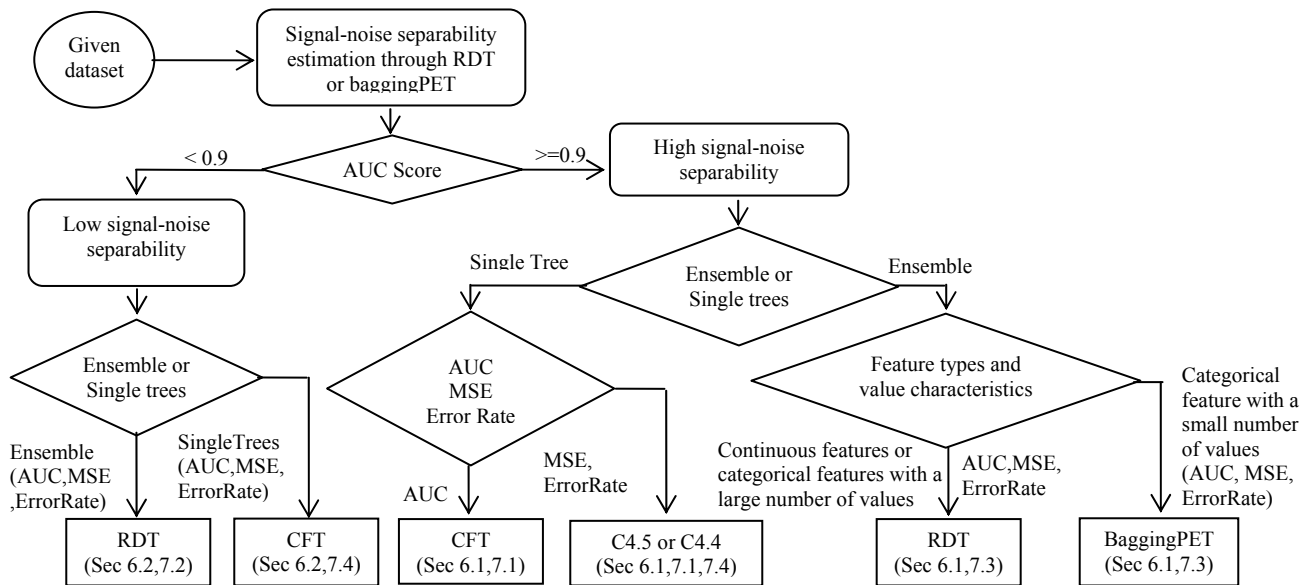 Given
dataset
Signal-noise separability
estimation through RDT
or baggingPET
< 0.9
AUC Score
>=0.9
High signal-noise
separability
Low signal-noise
separability
Single Tree
Ensemble or
Single trees
Ensemble
Ensemble or
Single trees
AUC
MSE
Error Rate
Feature types and
value characteristics
Categorical
feature with a
small number
of values
(AUC, MSE,
ErrorRate)
Ensemble
(AUC,MSE
,ErrorRate)
SingleTrees
(AUC,MSE,
ErrorRate)
AUC
MSE,
ErrorRate
Continuous features or
categorical features with a
large number of values
AUC,MSE,
ErrorRate
RDT
(Sec 6.2,7.2)
CFT
(Sec 6.2,7.4)
CFT
(Sec 6.1,7.1)
C4.5 or C4.4
(Sec 6.1,7.1,7.4)
RDT
(Sec 6.1,7.3)
BaggingPET
(Sec 6.1,7.3)